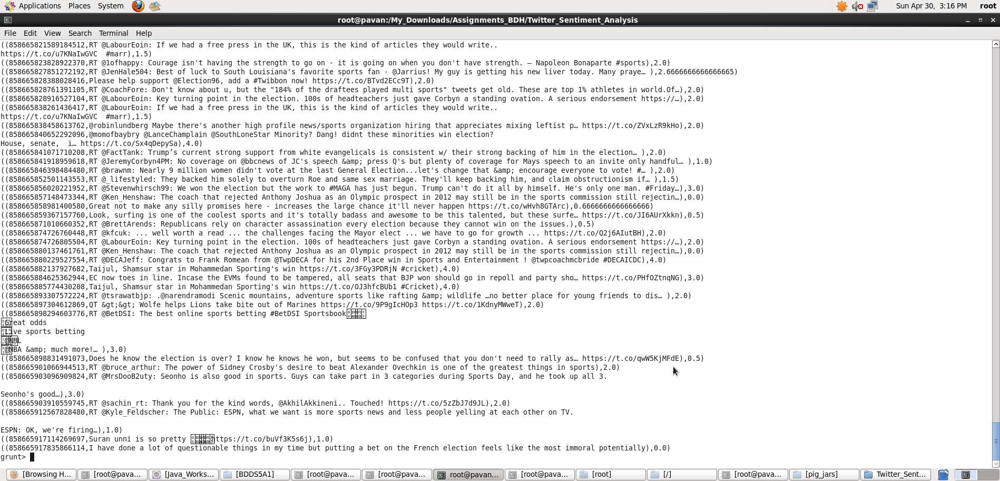 Applications Places System Sun Apr 30, 3:16 PM root
root@pavan:/My_Downloads/Assignments_BDH/Twitter_Sentiment_Analysis
File Edit View Search Terminal Help
((858665821589184512,RT @LabourEoin: If we had a free press in the UK, this is the kind of articles they would write..
https://t.co/u7KNaIwGVC  #marr),1.5)
((858665823828922370,RT @1ofhappy: Courage isn't having the strength to go on - it is going on when you don't have strength. – Napoleon Bonaparte #sports),2.0)
((858665827851272192,RT @JenHale504: Best of luck to South Louisiana's favorite sports fan - @Jarrius! My guy is getting his new liver today. Many praye… ),2.6666666666666665)
((858665828388028416,Please help support @Election96, add a #Twibbon now! https://t.co/BTvd2ECc9T),2.0)
((858665828761391105,RT @CoachFore: Don't know about u, but the "184% of the draftees played multi sports" tweets get old. These are top 1% athletes in world.Of…),2.0)
((858665828916527104,RT @LabourEoin: Key turning point in the election. 100s of headteachers just gave Corbyn a standing ovation. A serious endorsement https://…),2.0)
((858665838261436417,RT @LabourEoin: If we had a free press in the UK, this is the kind of articles they would write..
https://t.co/u7KNaIwGVC  #marr),1.5)
((858665838458613762,@robinlundberg Maybe there's another high profile news/sports organization hiring that appreciates mixing leftist p… https://t.co/ZVxLzR9kHo),2.0)
((858665840652292096,@momofbaybry @LanceChamplain @SouthLoneStar Minority? Dang! didnt these minorities win election?
House, senate,  i… https://t.co/Sx4qDepySa),4.0)
((858665841071710208,RT @FactTank: Trump’s current strong support from white evangelicals is consistent w/ their strong backing of him in the election… ),2.0)
((858665841918959618,RT @JeremyCorbyn4PM: No coverage on @bbcnews of JC's speech &amp; press Q's but plenty of coverage for Mays speech to an invite only handful… ),1.0)
((858665846398484480,RT @brawnm: Nearly 9 million women didn't vote at the last General Election...let's change that &amp; encourage everyone to vote! #… ),2.0)
((858665852501143553,RT @_lifestyled: They backed him solely to overturn Roe and same sex marriage. They'll keep backing him, and claim obstructionism if… ),1.5)
((858665856020221952,RT @Stevenwhirsch99: We won the election but the work to #MAGA has just begun. Trump can't do it all by himself. He's only one man. #Friday…),3.0)
((858665857148473344,RT @Ken_Henshaw: The coach that rejected Anthony Joshua as an Olympic prospect in 2012 may still be in the sports commission still rejectin…),0.0)
((858665858981400580,Great not to make any silly promises here - increases the large chance it'll never happen https://t.co/wHvh8GTArc),0.6666666666666666)
((858665859367157760,Look, surfing is one of the coolest sports and it's totally badass and awesome to be this talented, but these surfe… https://t.co/JI6AUrXkkn),0.5)
((858665871010660352,RT @BrettArends: Republicans rely on character assassination every election because they cannot win on the issues.),0.5)
((858665874726760448,RT @kfcuk: ... well worth a read ... the challenges facing the Mayor elect ... we have to go for growth ... https://t.co/Q2j6AIutBH),2.0)
((858665874726805504,RT @LabourEoin: Key turning point in the election. 100s of headteachers just gave Corbyn a standing ovation. A serious endorsement https://…),2.0)
((858665880137461761,RT @Ken_Henshaw: The coach that rejected Anthony Joshua as an Olympic prospect in 2012 may still be in the sports commission still rejectin…),0.0)
((858665880229527554,RT @DECAJeff: Congrats to Frank Romean from @TwpDECA for his 2nd Place win in Sports and Entertainment ! @twpcoachmcbride #DECAICDC),4.0)
((858665882137927682,Taijul, Shamsur star in Mohammedan Sporting's win https://t.co/3FGy3PDRjN #cricket),4.0)
((858665884625362944,EC now toes in line. Incase the EVMs found to be tampered, all seats that BJP won should go in repoll and party sho… https://t.co/PHfOZtnqNG),3.0)
((858665885774430208,Taijul, Shamsur star in Mohammedan Sporting's win https://t.co/OJ3hfcBUb1 #Cricket),4.0)
((858665893307572224,RT @tsrawatbjp: .@narendramodi Scenic mountains, adventure sports like rafting &amp; wildlife …no better place for young friends to dis… ),2.0)
((858665897304612869,QT &gt;&gt; Wolfe helps Lions take bite out of Marines https://t.co/9P9gIcHOp3 https://t.co/1KdnyMWweT),2.0)
((858665898294603776,RT @BetDSI: The best online sports betting #BetDSI Sportsbook
Great odds
Live sports betting
@NHL
@NBA &amp; much more!… ),3.0)
((858665898831491073,Does he know the election is over? I know he knows he won, but seems to be confused that you don't need to rally as… https://t.co/qwW5KjMFdE),0.5)
((858665901066944513,RT @bruce_arthur: The power of Sidney Crosby's desire to beat Alexander Ovechkin is one of the greatest things in sports),2.0)
((858665903096909824,RT @MrsDooB2uty: Seonho is also good in sports. Guys can take part in 3 categories during Sports Day, and he took up all 3.
Seonho's good…),3.0)
((858665903910559745,RT @sachin_rt: Thank you for the kind words, @AkhilAkkineni.. Touched! https://t.co/5zZbJ7d9JL),2.0)
((858665912567828480,RT @Kyle_Feldscher: The Public: ESPN, what we want is more sports news and less people yelling at each other on TV.
ESPN: OK, we're firing…),1.0)
((858665917114269697,Suran unni is so pretty https://t.co/buVf3K5s6j),1.0)
((858665917835866114,I have done a lot of questionable things in my time but putting a bet on the French election feels like the most immoral potentially),0.0)
grunt>
[Browsing H... [root@pava... [Java_Works... [BDDS5A1] [root@pava... [root@pava... root@pavan... [root@pava... [root] [/] [root@pava... [pig_jars] Twitter_Sent...